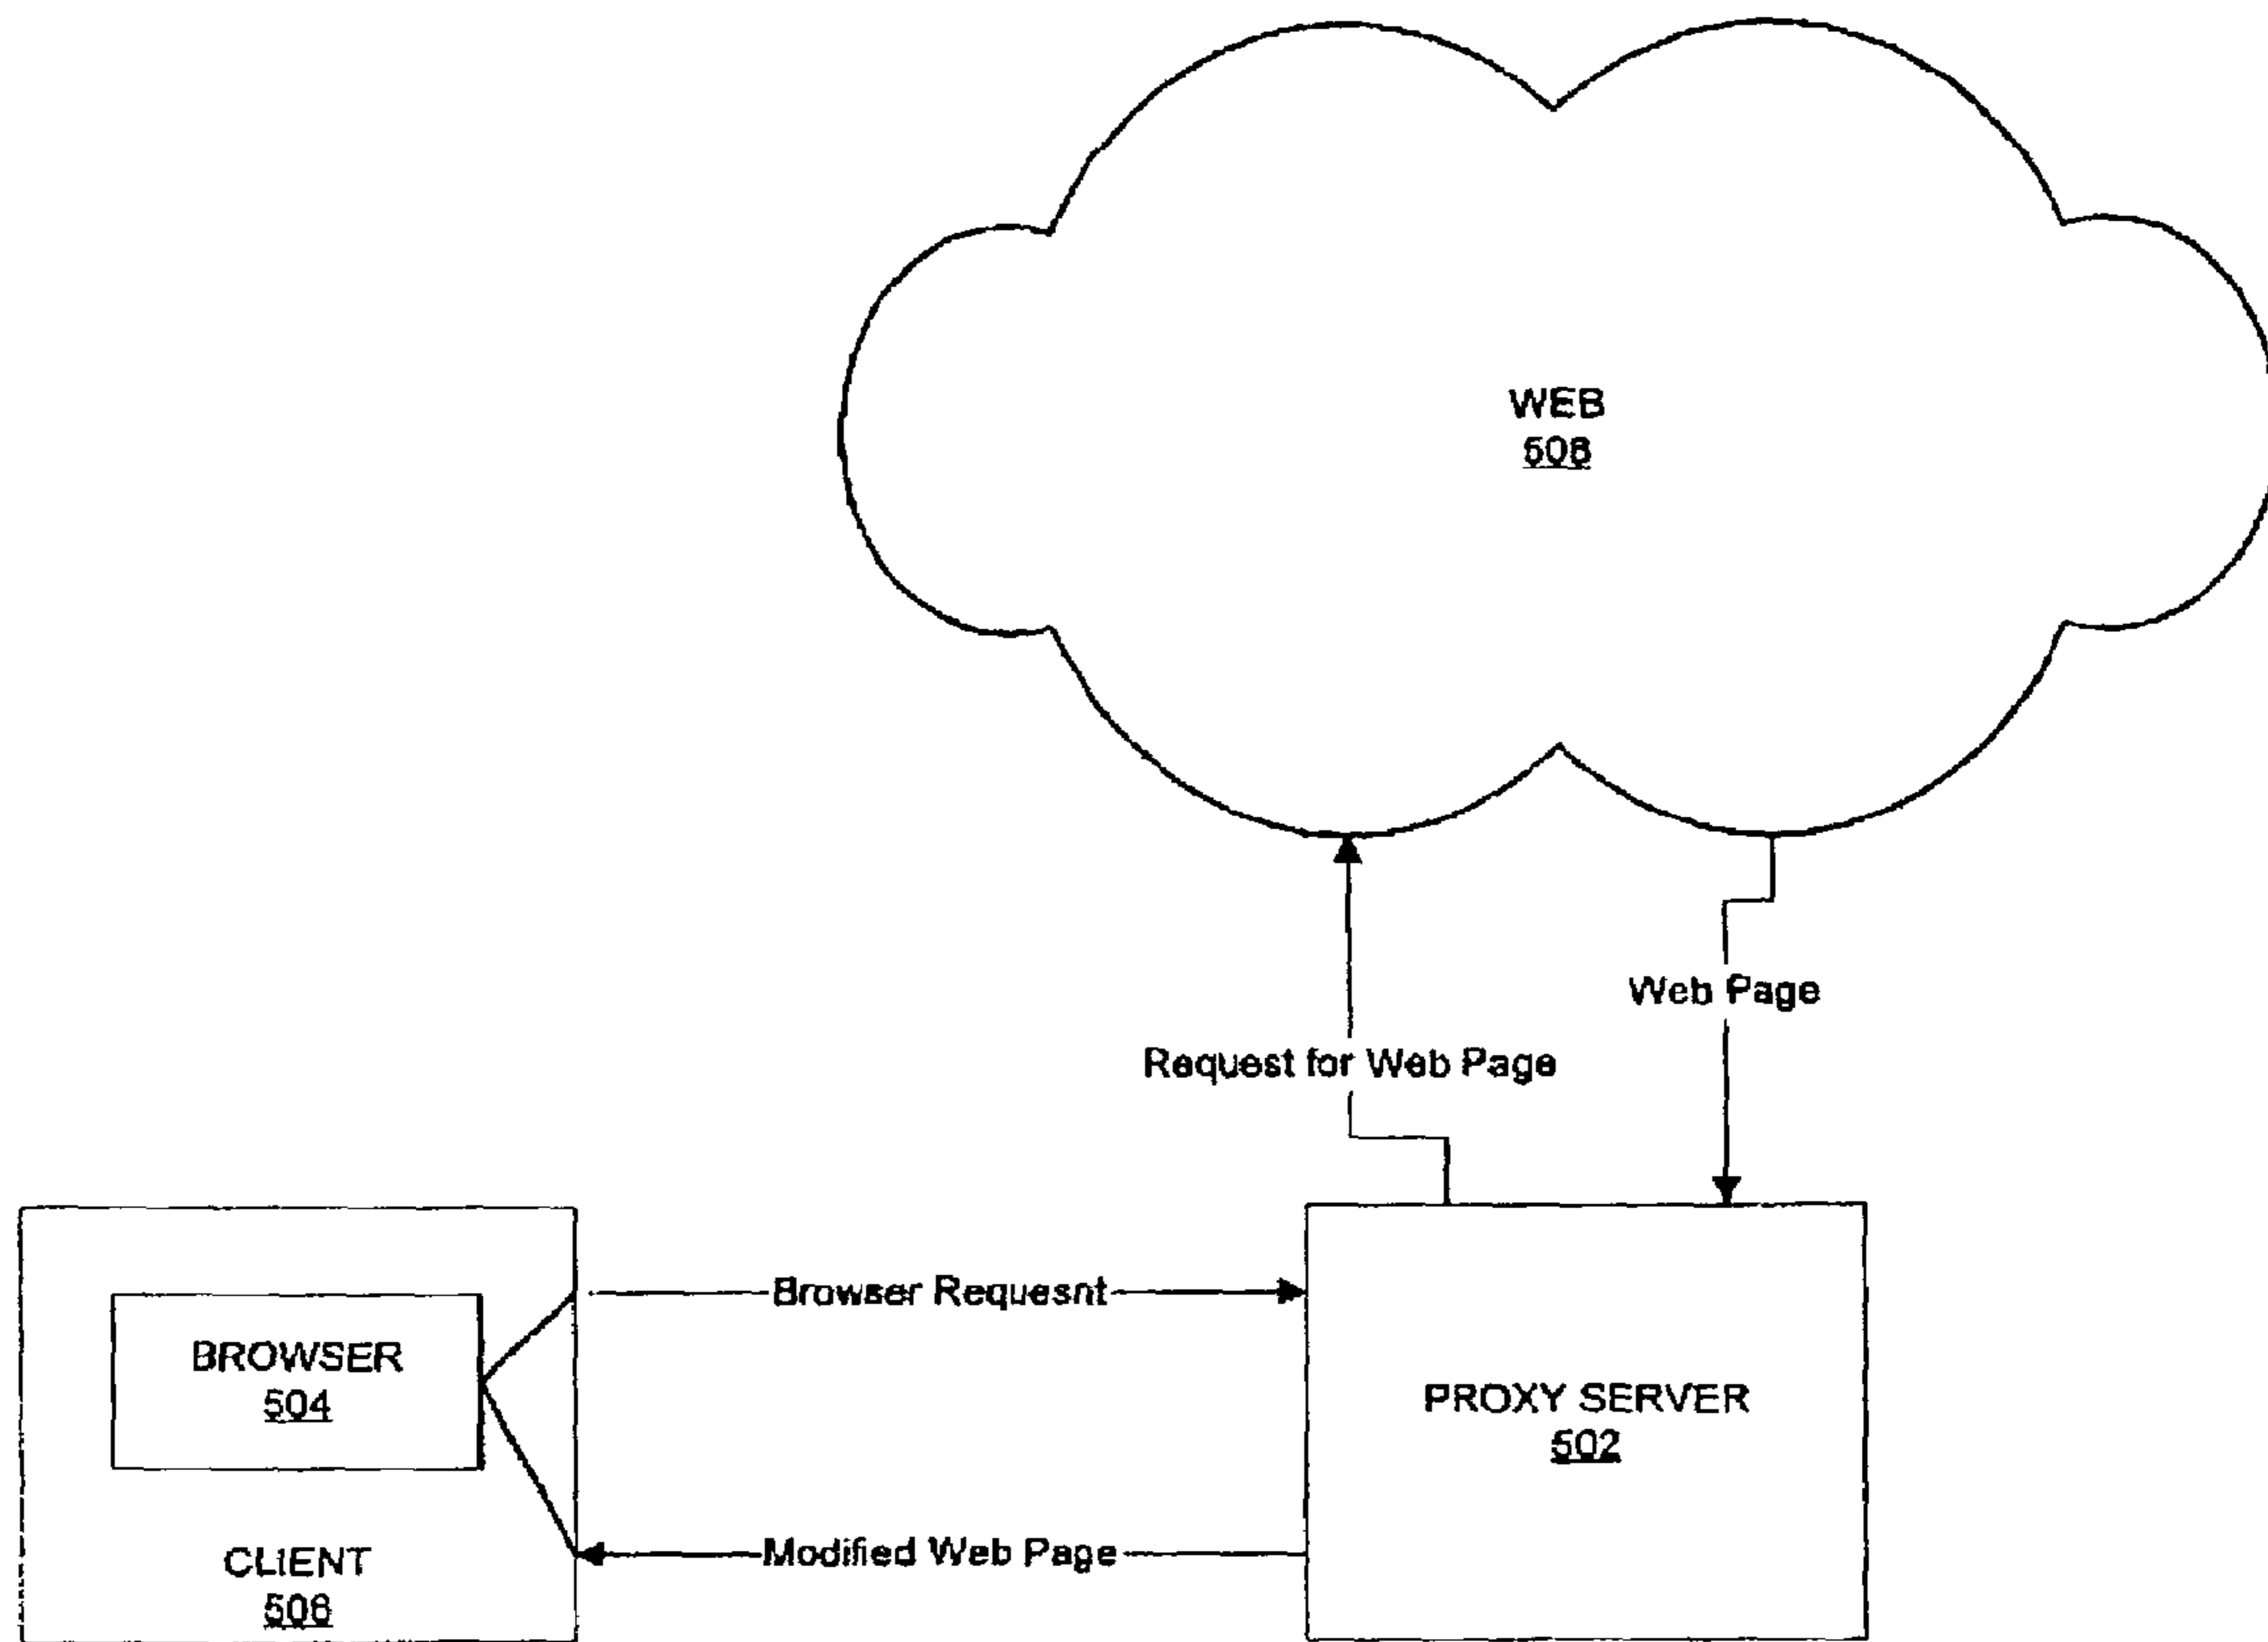 WEB
508
Web Page
Request for Web Page
Browser Requesnt
BROWSER
504
PROXY SERVER
502
Modified Web Page
CLIENT
506